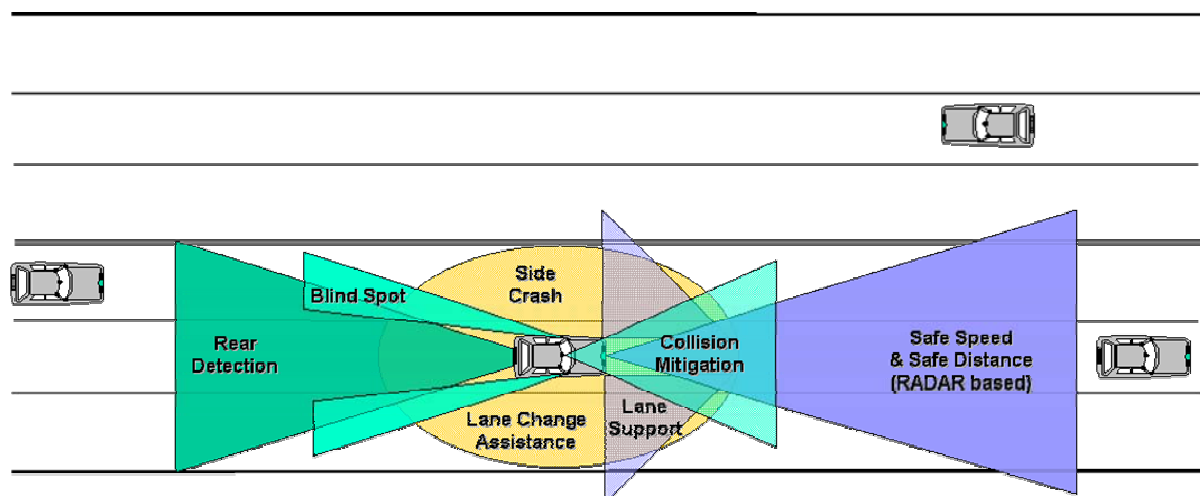 Side
Crash
Blind Spot
Rear
Detection
Collision
Mitigation
Safe Speed
& Safe Distance
(RADAR based)
Lane Change
Assistance
Lane
Support